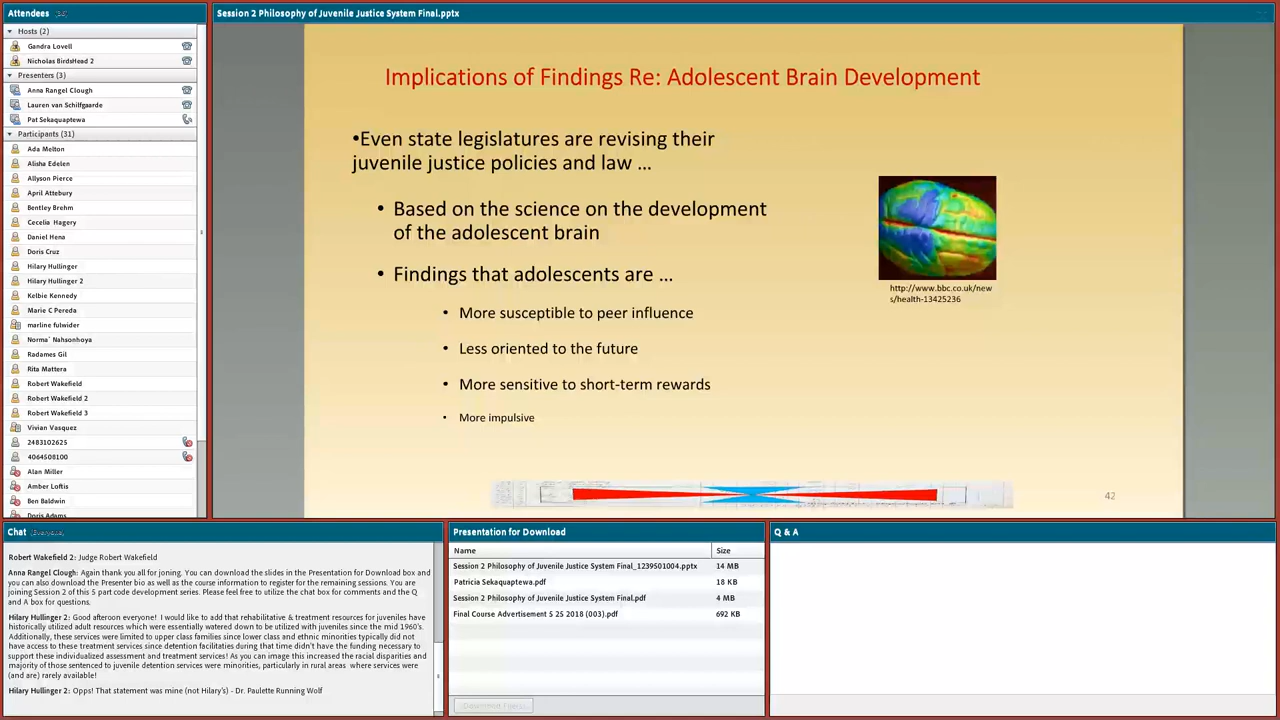 Attendees
Hosts (2)
Gandra Lovell
Nicholas BirdsHead 2
Presenters (3)
Anna Rangel Clough
Lauren van Schilfgaarde
Pat Sekaquaptewa
Participants (31)
Ada Melton
Alisha Edelen
Allyson Pierce
April Attebury
Bentley Brehm
Cecelia Hagery
Daniel Hena
Doris Cruz
Hilary Hullinger
Hilary Hullinger 2
Kelbie Kennedy
Marie C Pereda
marline fulwider
Norma` Nahsonhoya
Radames Gil
Rita Mattera
Robert Wakefield
Robert Wakefield 2
Robert Wakefield 3
Vivian Vasquez
2483102625
4064508100
Alan Miller
Amber Loftis
Ben Baldwin
Doris Adams
Session 2 Philosophy of Juvenile Justice System Final.pptx
Implications of Findings Re: Adolescent Brain Development
•Even state legislatures are revising their
juvenile justice policies and law ...
• Based on the science on the development
of the adolescent brain
• Findings that adolescents are ...
• More susceptible to peer influence
• Less oriented to the future
• More sensitive to short-term rewards
• More impulsive
http://www.bbc.co.uk/new
s/health-13425236
42
Chat (Everyone)
Robert Wakefield 2: Judge Robert Wakefield
Anna Rangel Clough: Again thank you all for joining. You can download the slides in the Presentation for Download box and
you can also download the Presenter bio as well as the course information to register for the remaining sessions. You are
joining Session 2 of this 5 part code development series. Please feel free to utilize the chat box for comments and the Q
and A box for questions.
Hilary Hullinger 2: Good afternoon everyone! I would like to add that rehabilitative & treatment resources for juveniles have
historically utilized adult resources which were essentially watered down to be utilized with juveniles since the mid 1960's.
Additionally, these services were limited to upper class families since lower class and ethnic minorities typically did not
have access to these treatment services since detention facilitaties during that time didn't have the funding necessary to
support these individualized assessment and treatment services! As you can image this increased the racial disparities and
majority of those sentenced to juvenile detention services were minorities, particularly in rural areas where services were
(and are) rarely available!
Hilary Hullinger 2: Opps! That statement was mine (not Hilary's) - Dr. Paulette Running Wolf
Presentation for Download
Name Size
Session 2 Philosophy of Juvenile Justice System Final_1239501004.pptx 14 MB
Patricia Sekaquaptewa.pdf 18 KB
Session 2 Philosophy of Juvenile Justice System Final.pdf 4 MB
Final Course Advertisement 5 25 2018 (003).pdf 692 KB
Download File(s)
Q & A